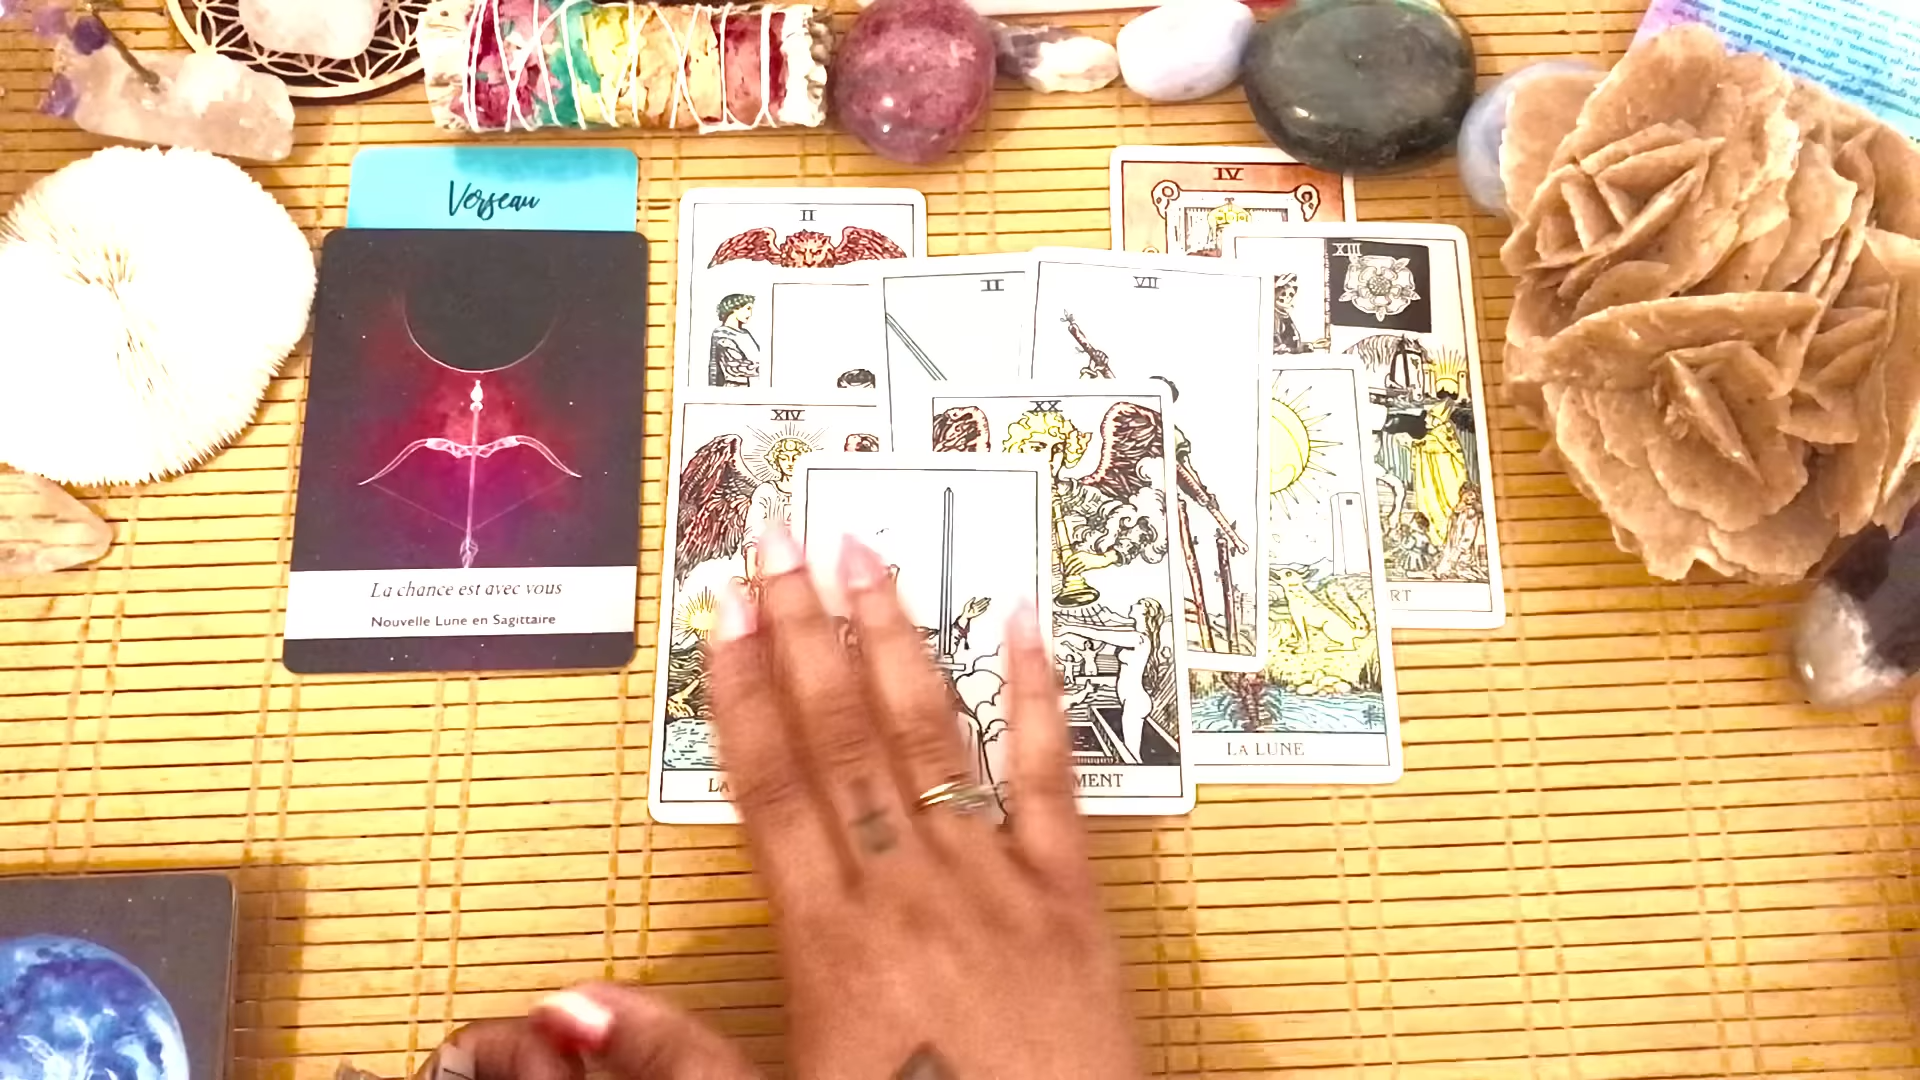 Verseau
La chance est avec vous
Nouvelle Lune en Sagittaire
II
II
VII
IV
XIII
XIV
XX
RT
LA LUNE
LA
MENT